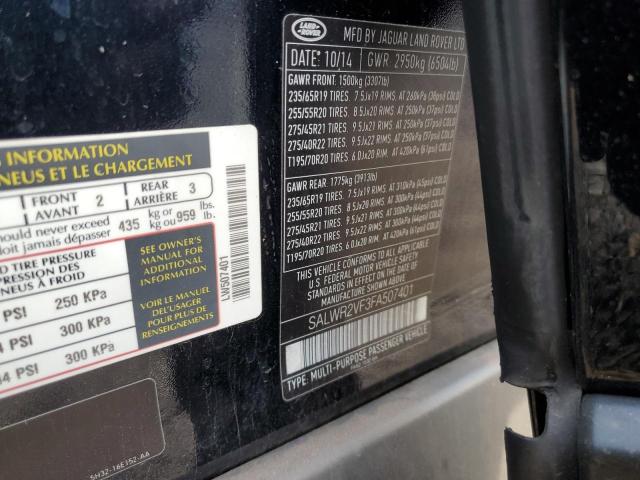 S INFORMATION
NEUS ET LE CHARGEMENT
FRONT
AVANT
2
REAR
ARRIÈRE
3
should never exceed
doit jamais dépasser
435 kg or kg ou 959 lbs. lb.
TIRE PRESSURE
NEUS À FROID
PSI 250 KPa
PSI 300 KPa
44 PSI 300 KPa
SEE OWNER'S
MANUAL FOR
ADDITIONAL
INFORMATION
VOIR LE MANUEL
DE L'USAGER
POUR PLUS DE
RENSEIGNEMENTS
LW507401
SH32-16E152-AA
LAND ROVER
MFD BY JAGUAR LAND ROVER LTD
DATE: 10/14 GWR 2950kg (6504lb)
GAWR FRONT: 1500kg (3307lb)
235/65R19 TIRES. 7.5Jx19 RIMS. AT 260kPa (38psi) COLD
255/55R20 TIRES. 8.5Jx20 RIMS. AT 250kPa (37psi) COLD
275/45R21 TIRES. 9.5Jx21 RIMS. AT 250kPa (37psi) COLD
275/40R22 TIRES. 9.5Jx22 RIMS. AT 250kPa (37psi) COLD
T195/70R20 TIRES. 6.0Jx20 RIM. AT 420kPa (61psi) COLD
GAWR REAR: 1775kg (3913lb)
235/65R19 TIRES. 7.5Jx19 RIMS. AT 310kPa (45psi) COLD
255/55R20 TIRES. 8.5Jx20 RIMS. AT 300kPa (44psi) COLD
275/45R21 TIRES. 9.5Jx21 RIMS. AT 300kPa (44psi) COLD
275/40R22 TIRES. 9.5Jx22 RIMS. AT 300kPa (44psi) COLD
T195/70R20 TIRES. 6.0Jx20 RIM. AT 420kPa (61psi) COLD
THIS VEHICLE CONFORMS TO ALL APPLICABLE
U.S. FEDERAL MOTOR VEHICLE SAFETY
STANDARDS IN EFFECT ON THE DATE OF
MANUFACTURE SHOWN ABOVE
SALWR2VF3FA507401
TYPE: MULTI-PURPOSE PASSENGER VEHICLE